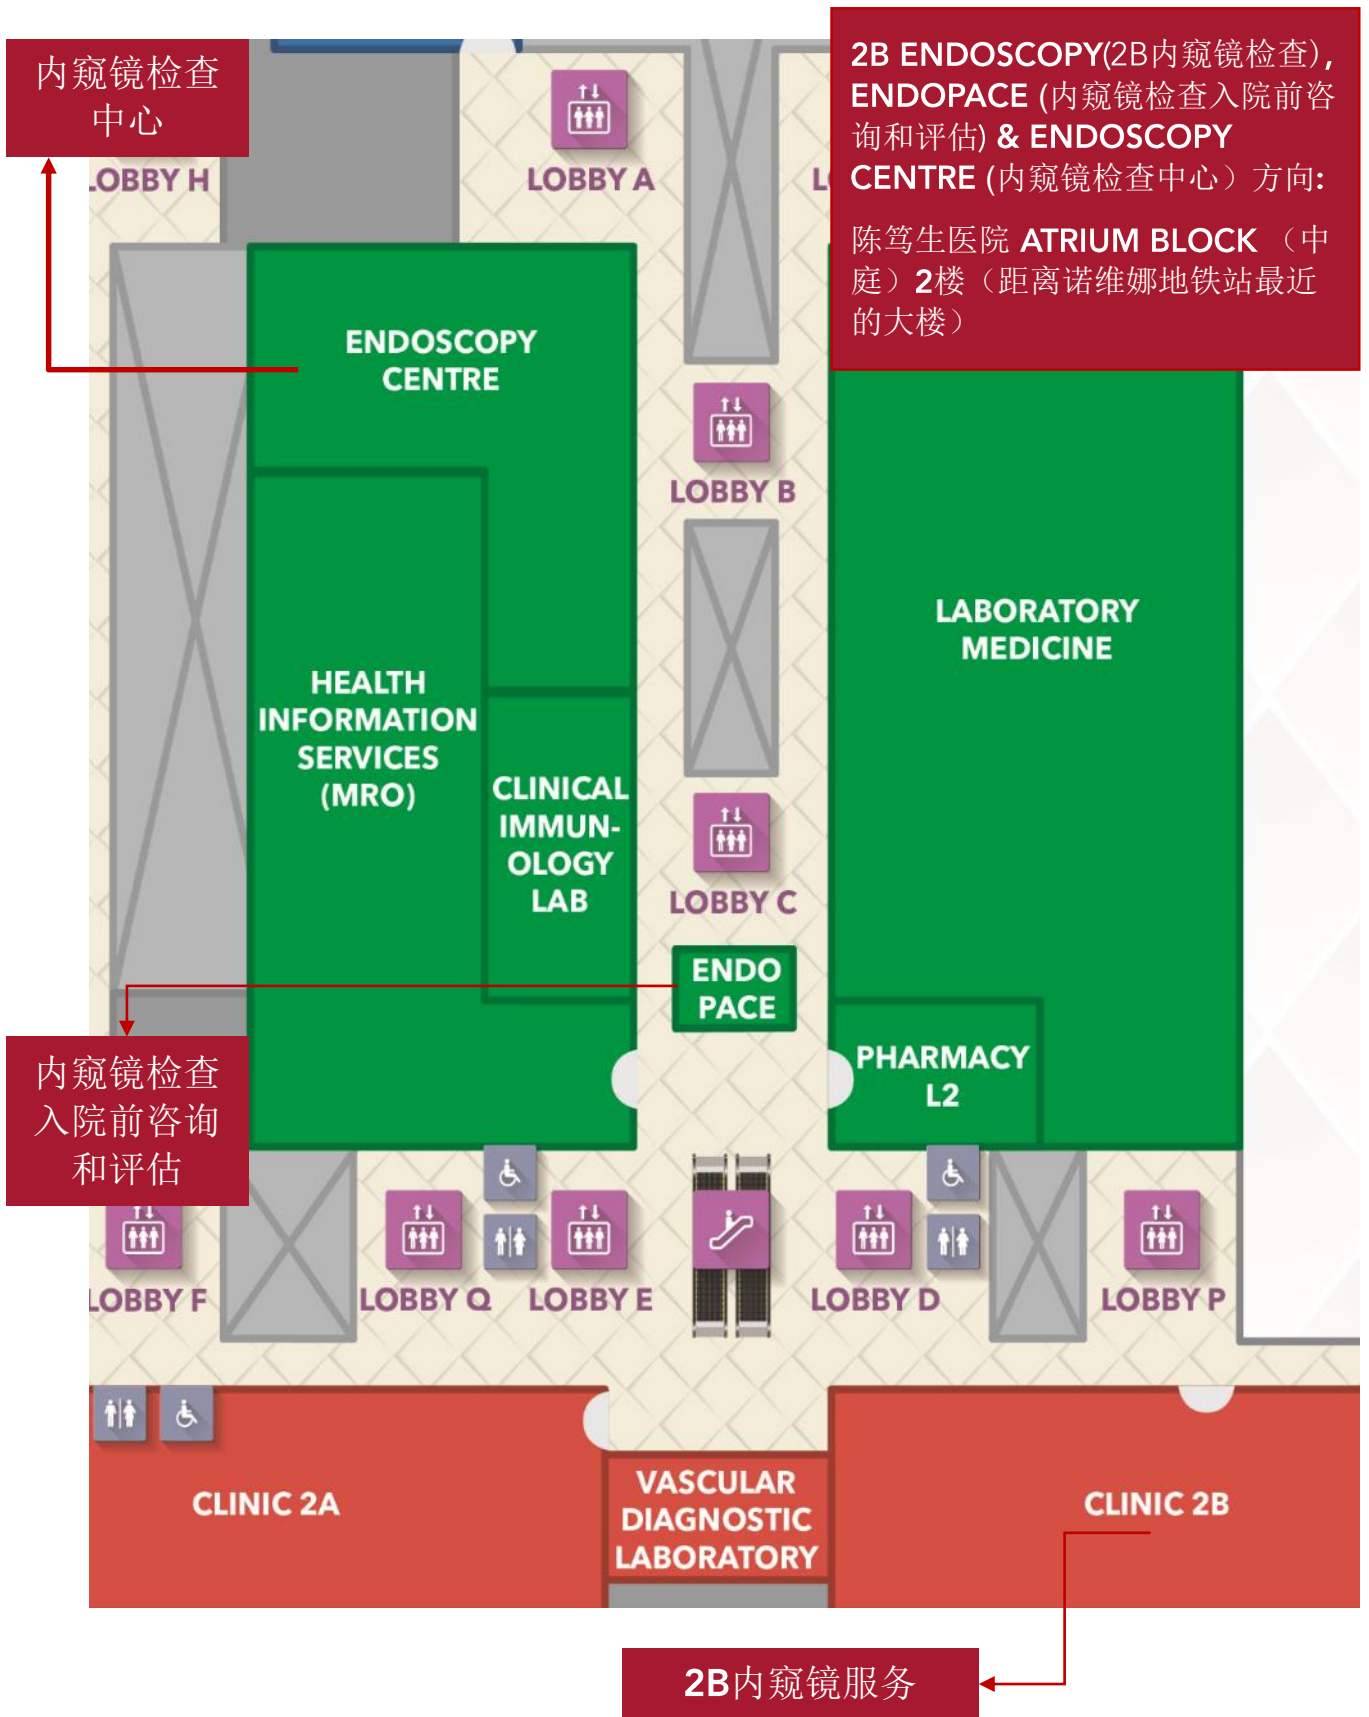 内窥镜检查
中心
2B ENDOSCOPY(2B内窥镜检查),
ENDOPACE (内窥镜检查入院前咨
询和评估) & ENDOSCOPY
CENTRE (内窥镜检查中心）方向:
陈笃生医院 ATRIUM BLOCK （中
庭）2楼（距离诺维娜地铁站最近
的大楼）
LOBBY H
LOBBY A
ENDOSCOPY
CENTRE
LOBBY B
LABORATORY
MEDICINE
HEALTH
INFORMATION
SERVICES
(MRO)
CLINICAL
IMMUN-
OLOGY
LAB
LOBBY C
ENDO
PACE
内窥镜检查
入院前咨询
和评估
PHARMACY
L2
LOBBY F
LOBBY Q
LOBBY E
LOBBY D
LOBBY P
CLINIC 2A
VASCULAR
DIAGNOSTIC
LABORATORY
CLINIC 2B
2B内窥镜服务